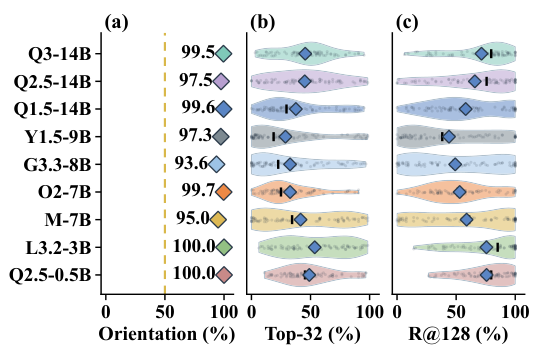 (a) (b) (c)
Q3-14B 99.5
Q2.5-14B 97.5
Q1.5-14B 99.6
Y1.5-9B 97.3
G3.3-8B 93.6
O2-7B 99.7
M-7B 95.0
L3.2-3B 100.0
Q2.5-0.5B 100.0
0 50 100 0 50 100 0 50 100
Orientation (%) Top-32 (%) R@128 (%)